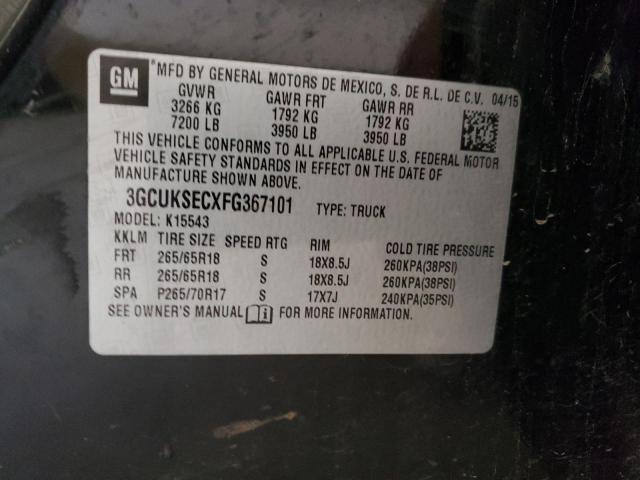 GM *MFD BY GENERAL MOTORS DE MEXICO, S. DE R.L. DE C.V. 04/15
GVWR GAWR FRT GAWR RR
3266 KG 1792 KG 1792 KG
7200 LB 3950 LB 3950 LB
THIS VEHICLE CONFORMS TO ALL APPLICABLE U.S. FEDERAL MOTOR
VEHICLE SAFETY STANDARDS IN EFFECT ON THE DATE OF
MANUFACTURE SHOWN ABOVE.
3GCUKSECXFG367101 TYPE: TRUCK
MODEL: K15543
KKLM TIRE SIZE SPEED RTG RIM COLD TIRE PRESSURE
FRT 265/65R18 S 18X8.5J 260KPA(38PSI)
RR 265/65R18 S 18X8.5J 260KPA(38PSI)
SPA P265/70R17 S 17X7J 240KPA(35PSI)
SEE OWNER'S MANUAL FOR MORE INFORMATION.